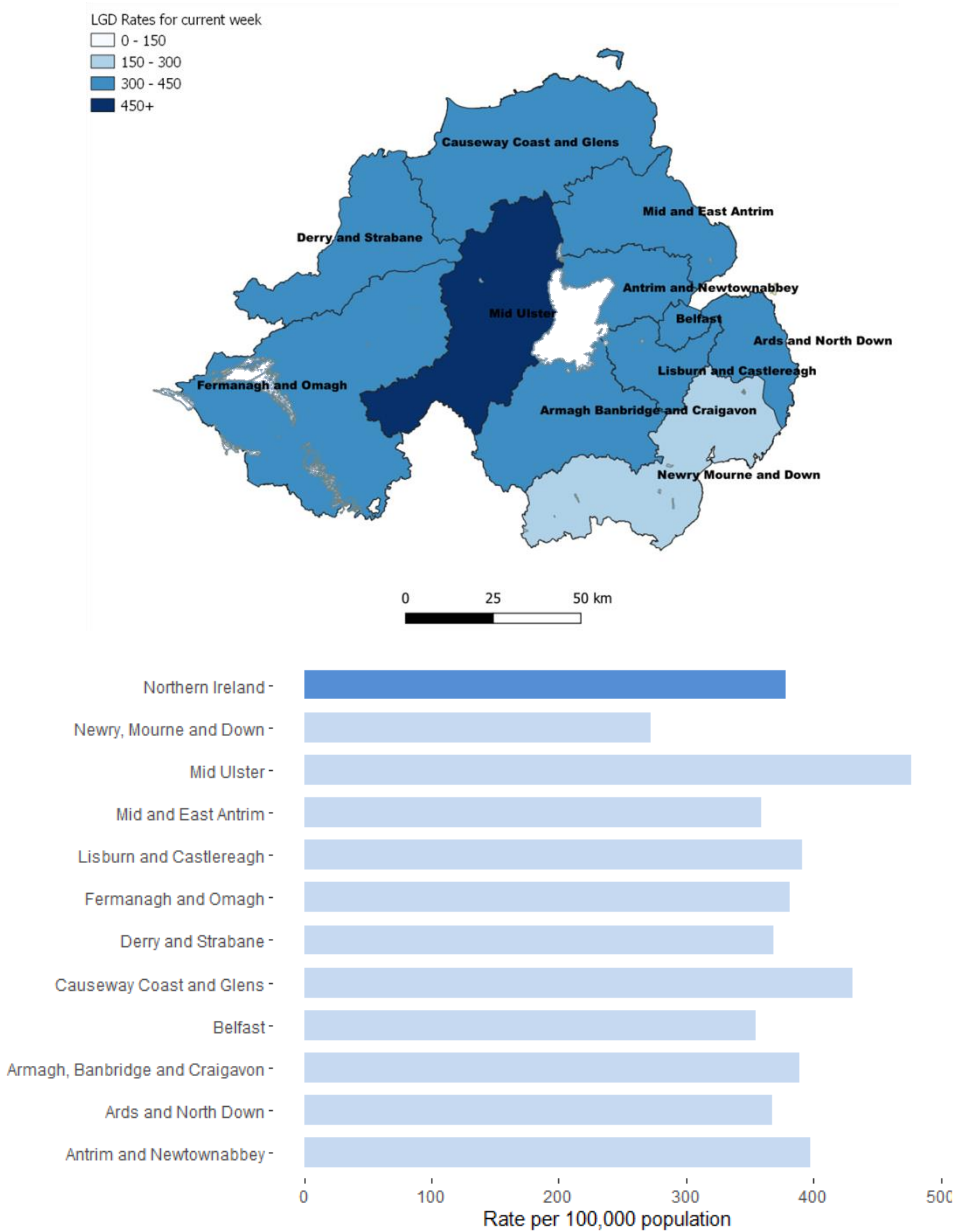 LGD Rates for current week
0 - 150
150 - 300
300 - 450
450+
Causeway Coast and Glens
Mid and East Antrim
Derry and Strabane
Antrim and Newtownabbey
Mid Ulster
Belfast
Ards and North Down
Lisburn and Castlereagh
Fermanagh and Omagh
Armagh Banbridge and Craigavon
Newry Mourne and Down
0 25 50 km
Northern Ireland
Newry, Mourne and Down
Mid Ulster
Mid and East Antrim
Lisburn and Castlereagh
Fermanagh and Omagh
Derry and Strabane
Causeway Coast and Glens
Belfast
Armagh, Banbridge and Craigavon
Ards and North Down
Antrim and Newtownabbey
0 100 200 300 400 500
Rate per 100,000 population